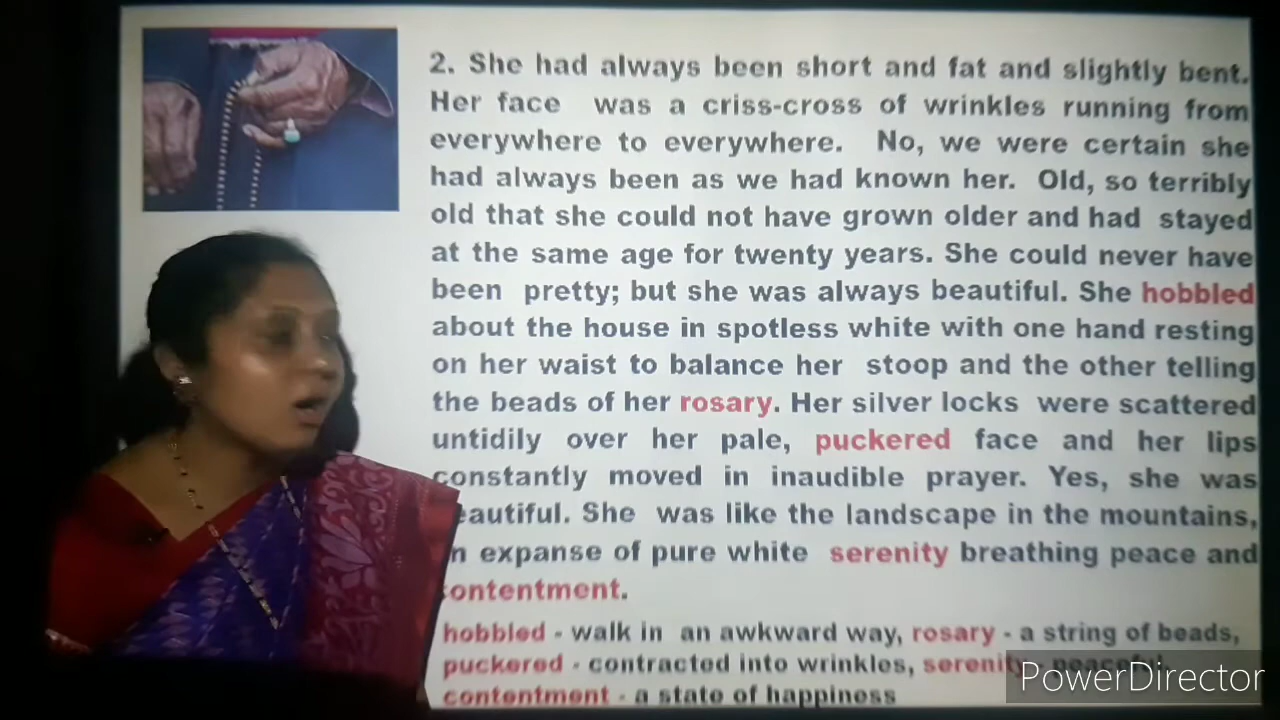 2. She had always been short and fat and slightly bent.
Her face was a criss-cross of wrinkles running from
everywhere to everywhere. No, we were certain she
had always been as we had known her. Old, so terribly
old that she could not have grown older and had stayed
at the same age for twenty years. She could never have
been pretty; but she was always beautiful. She hobbled
about the house in spotless white with one hand resting
on her waist to balance her stoop and the other telling
the beads of her rosary. Her silver locks were scattered
untidily over her pale, puckered face and her lips
constantly moved in inaudible prayer. Yes, she was
eautiful. She was like the landscape in the mountains,
n expanse of pure white serenity breathing peace and
ontentment.
hobbled - walk in an awkward way, rosary - a string of beads,
puckered - contracted into wrinkles, serenity - peaceful,
contentment - a state of happiness
PowerDirector